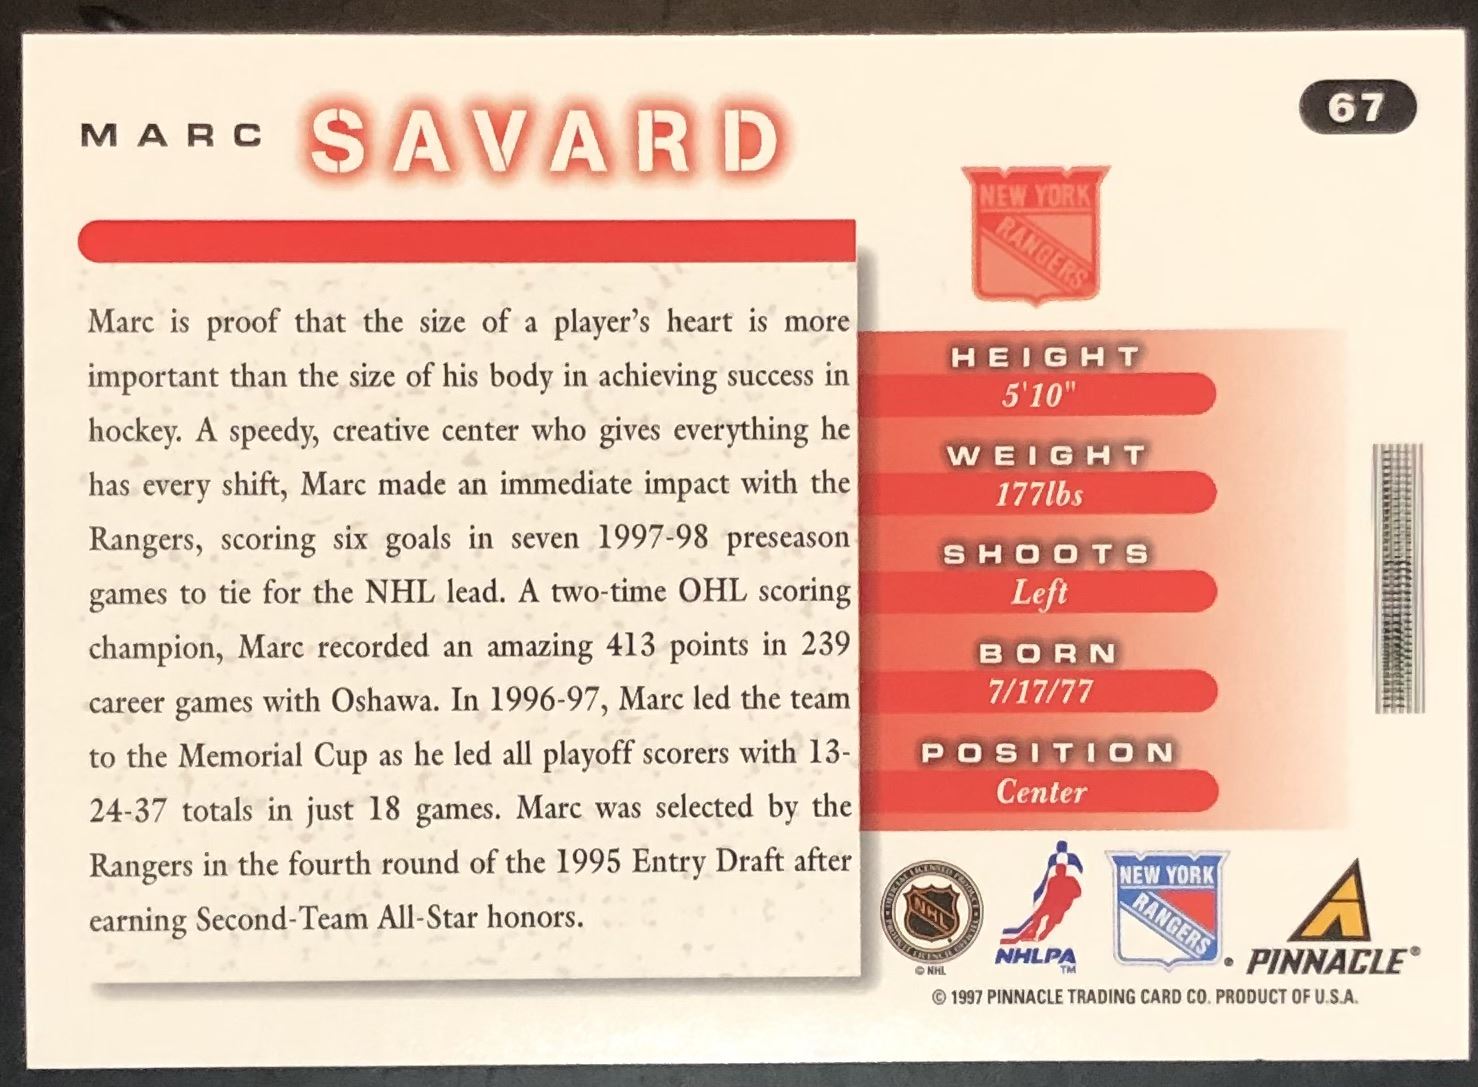 MARC SAVARD
67
NEW YORK
RANGERS
Marc is proof that the size of a player's heart is more
important than the size of his body in achieving success in
hockey. A speedy, creative center who gives everything he
has every shift, Marc made an immediate impact with the
Rangers, scoring six goals in seven 1997-98 preseason
games to tie for the NHL lead. A two-time OHL scoring
champion, Marc recorded an amazing 413 points in 239
career games with Oshawa. In 1996-97, Marc led the team
to the Memorial Cup as he led all playoff scorers with 13-
24-37 totals in just 18 games. Marc was selected by the
Rangers in the fourth round of the 1995 Entry Draft after
earning Second-Team All-Star honors.
HEIGHT
5'10"
WEIGHT
177lbs
SHOOTS
Left
BORN
7/17/77
POSITION
Center
NHL
© NHL
NHLPA
TM
NEW YORK
RANGERS
PINNACLE®
© 1997 PINNACLE TRADING CARD CO. PRODUCT OF U.S.A.